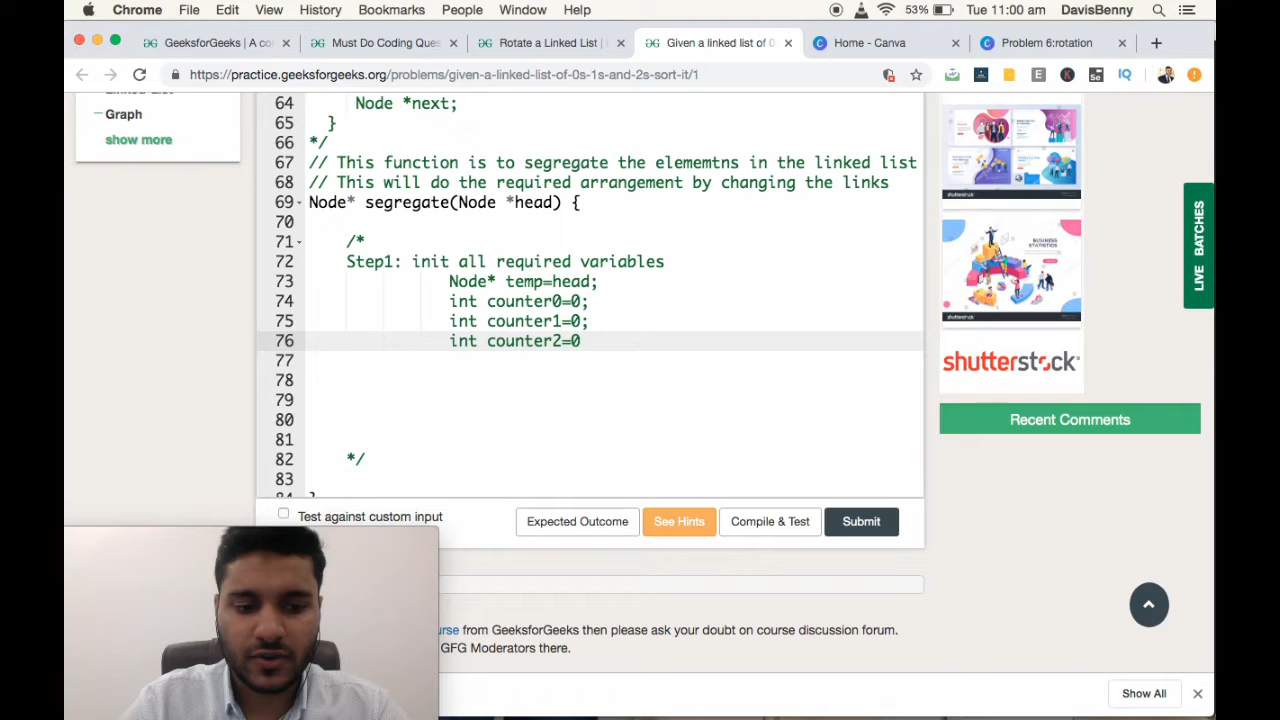 Chrome File Edit View History Bookmarks People Window Help 53% Tue 11:00 am DavisBenny
GeeksforGeeks | A co Must Do Coding Ques Rotate a Linked List | Given a linked list of 0 Home - Canva Problem 6:rotation
https://practice.geeksforgeeks.org/problems/given-a-linked-list-of-0s-1s-and-2s-sort-it/1
Graph
show more
64 Node *next;
65 }
66 */
67 // This function is to segregate the elememtns in the linked list
68 // This will do the required arrangement by changing the links
69 Node* segregate(Node *head) {
70
71 /*
72 Step1: init all required variables
73 Node* temp=head;
74 int counter0=0;
75 int counter1=0;
76 int counter2=0
77
78
79
80
81
82 */
83
LIVE BATCHES
shutterstock
Recent Comments
Test against custom input
Expected Outcome See Hints Compile & Test Submit
urse from GeeksforGeeks then please ask your doubt on course discussion forum.
GFG Moderators there.
Show All